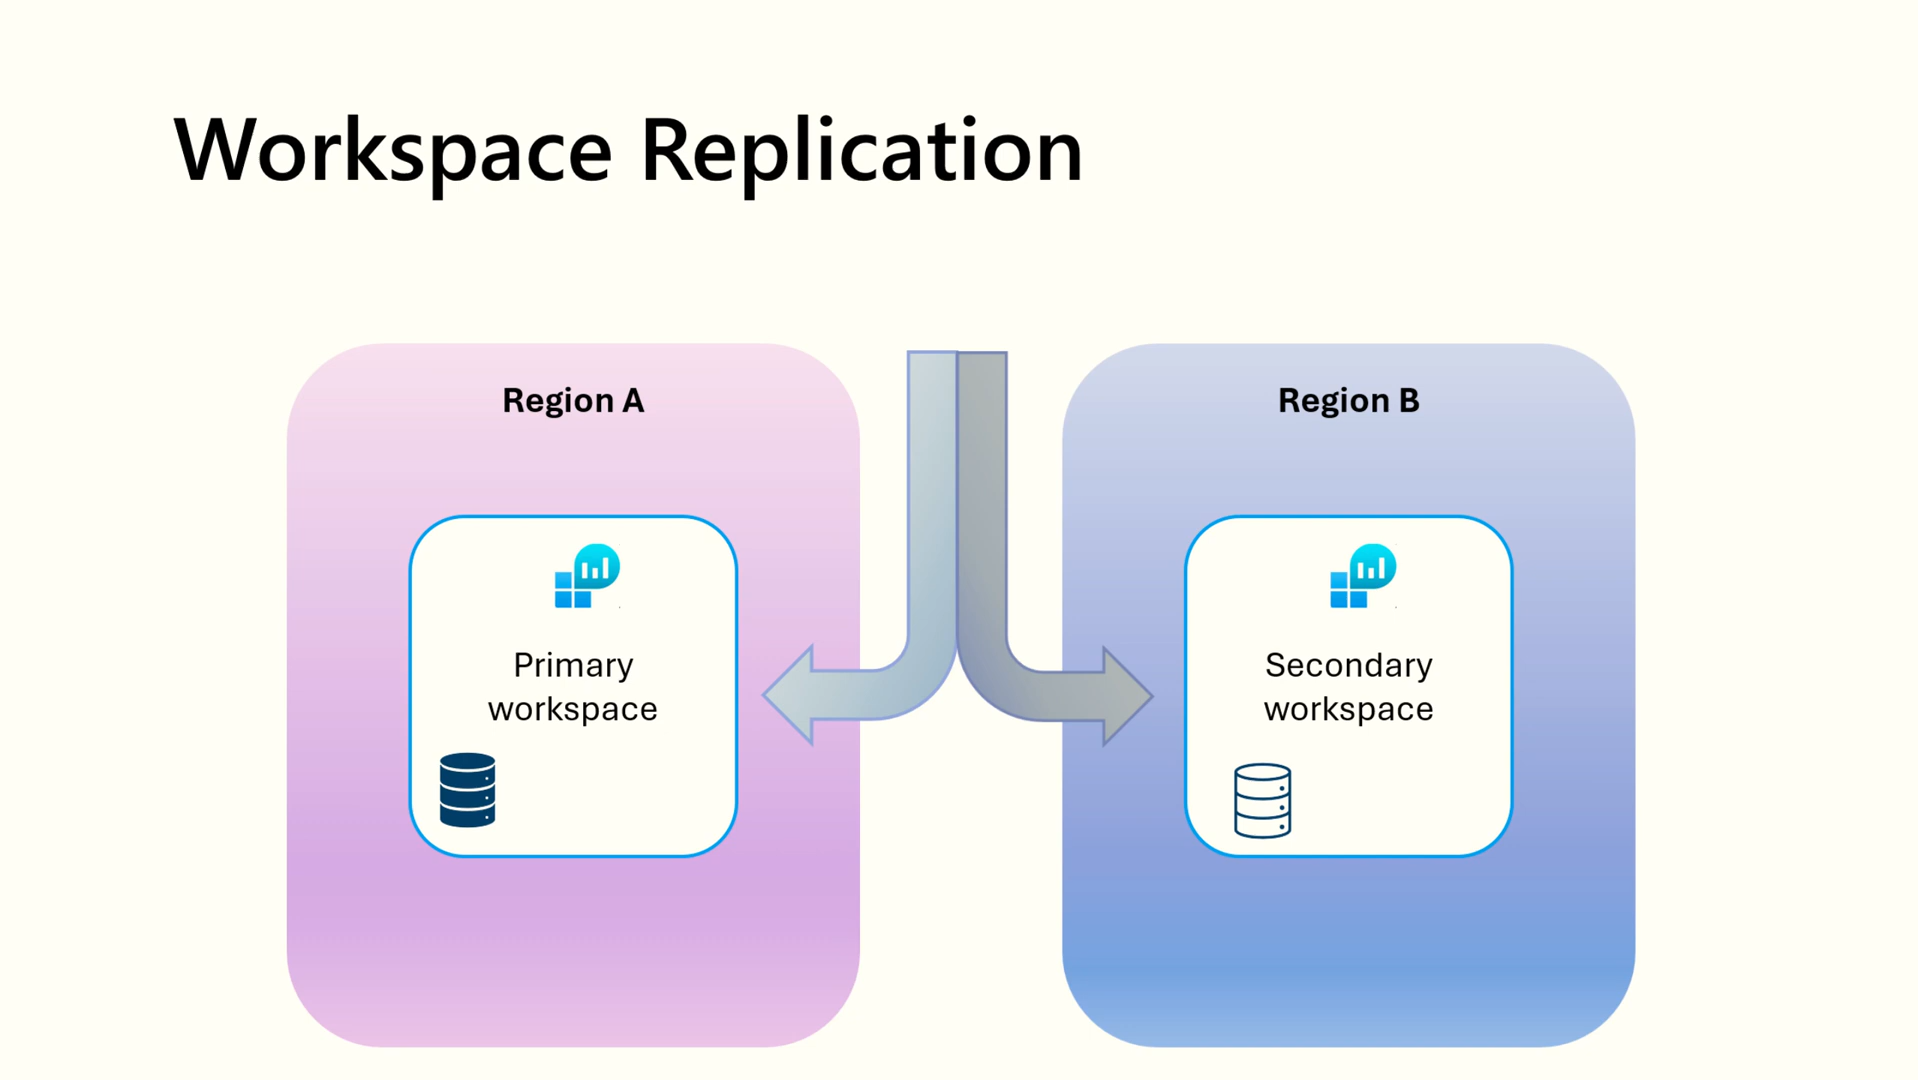 Workspace Replication
Region A
Primary
workspace
Region B
Secondary
workspace